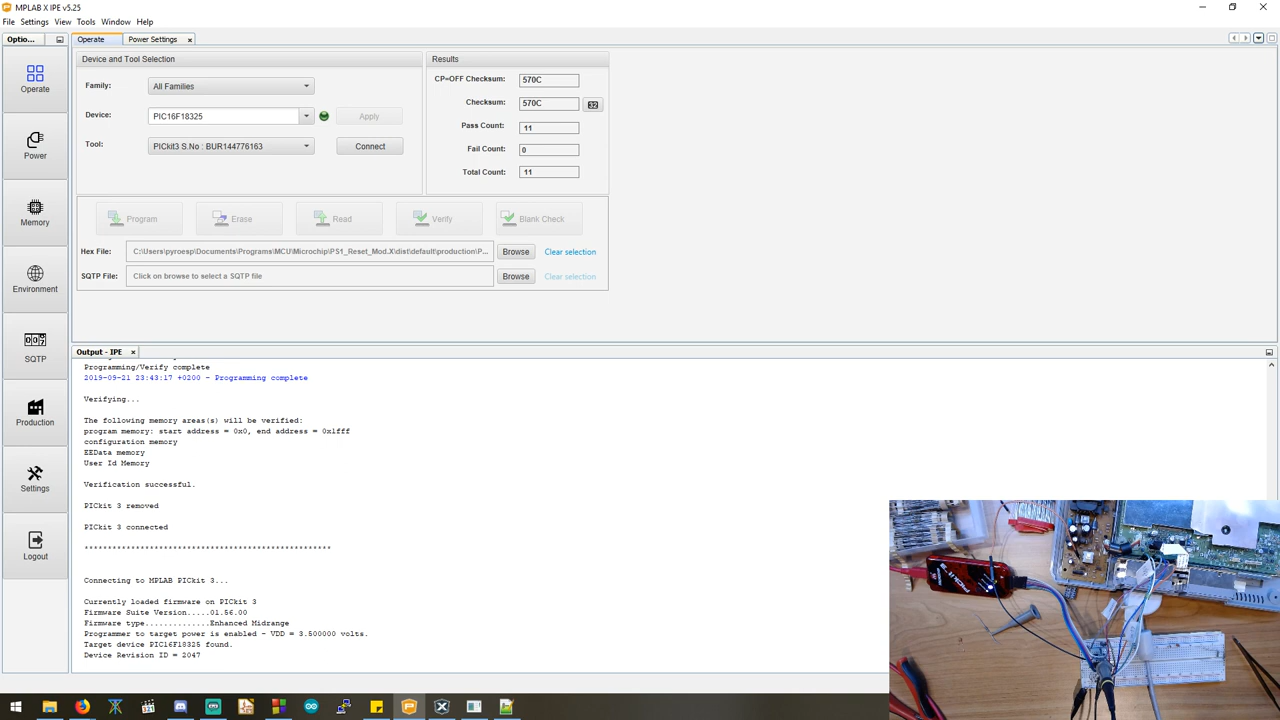 MPLAB X IPE v5.25
File Settings View Tools Window Help
Optio...
Operate
Power Settings
Operate
Power
Memory
Environment
SQTP
Production
Settings
Logout
Device and Tool Selection
Family: All Families
Device: PIC16F18325 Apply
Tool: PICkit3 S.No : BUR144776163 Connect
Results
CP=OFF Checksum: 570C
Checksum: 570C 32
Pass Count: 11
Fail Count: 0
Total Count: 11
Program Erase Read Verify Blank Check
Hex File: C:\Users\pyroesp\Documents\Programs\MCU\Microchip\PS1_Reset_Mod.X\dist\default\production\P... Browse Clear selection
SQTP File: Click on browse to select a SQTP file Browse Clear selection
Output - IPE
Programming/Verify complete
2019-09-21 23:43:17 +0200 - Programming complete
Verifying...
The following memory areas(s) will be verified:
program memory: start address = 0x0, end address = 0x1fff
configuration memory
EEData memory
User Id Memory
Verification successful.
PICkit 3 removed
PICkit 3 connected
*****************************************************
Connecting to MPLAB PICkit 3...
Currently loaded firmware on PICkit 3
Firmware Suite Version.....01.56.00
Firmware type..............Enhanced Midrange
Programmer to target power is enabled - VDD = 3.500000 volts.
Target device PIC16F18325 found.
Device Revision ID = 2047